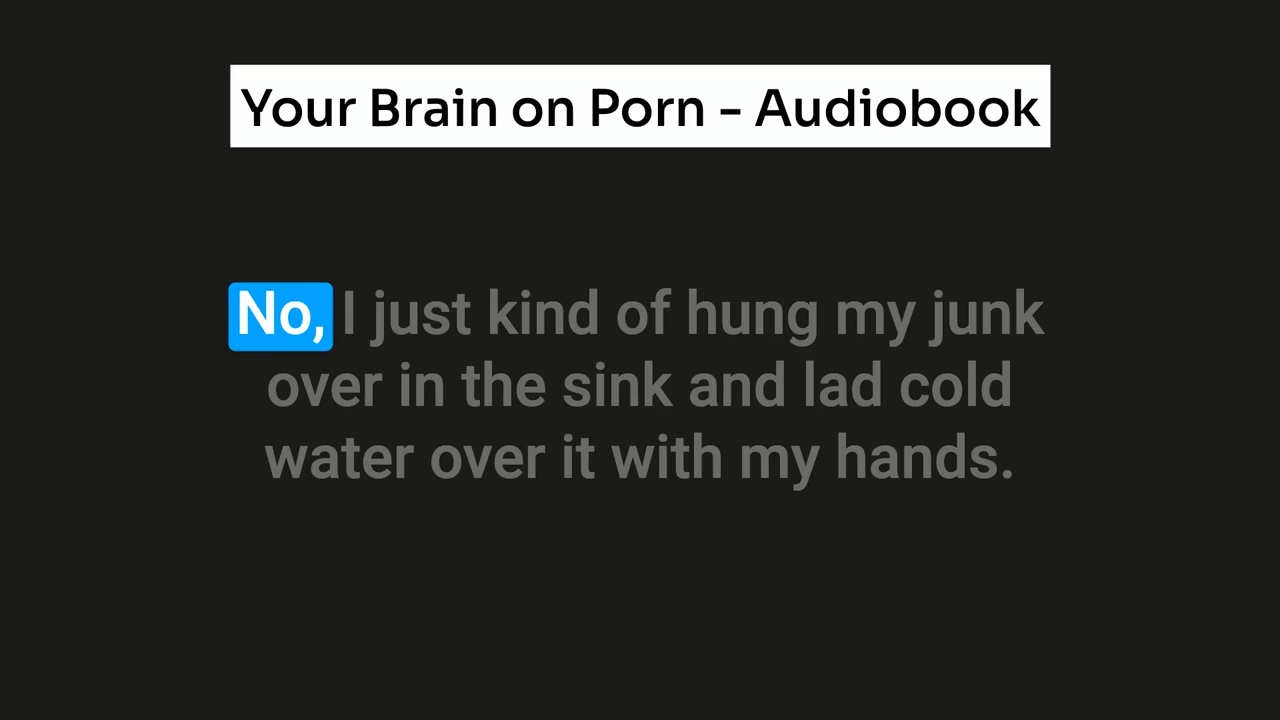 Your Brain on Porn - Audiobook
No, I just kind of hung my junk
over in the sink and lad cold
water over it with my hands.